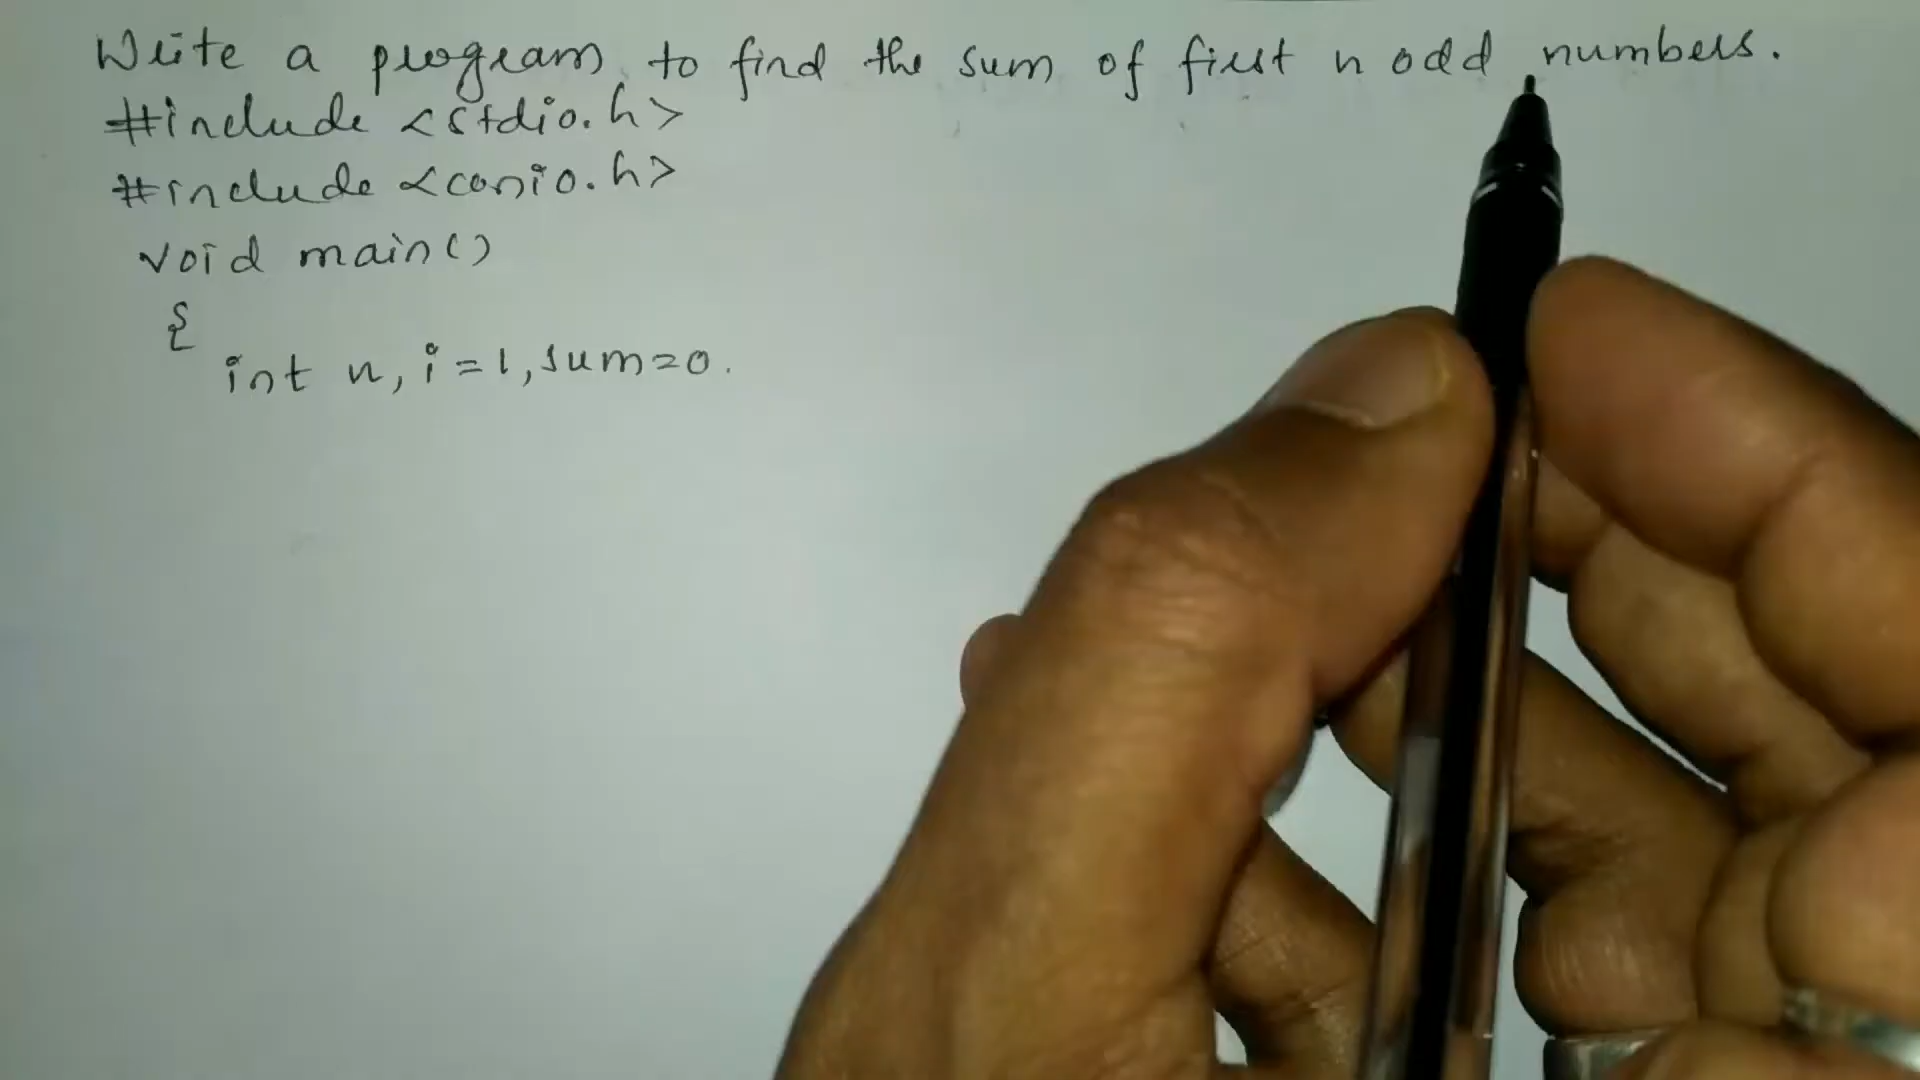 Write a program to find the sum of first n odd numbers.
#include <stdio.h>
#include <conio.h>
void main()
{
int n, i=1, sum=0.